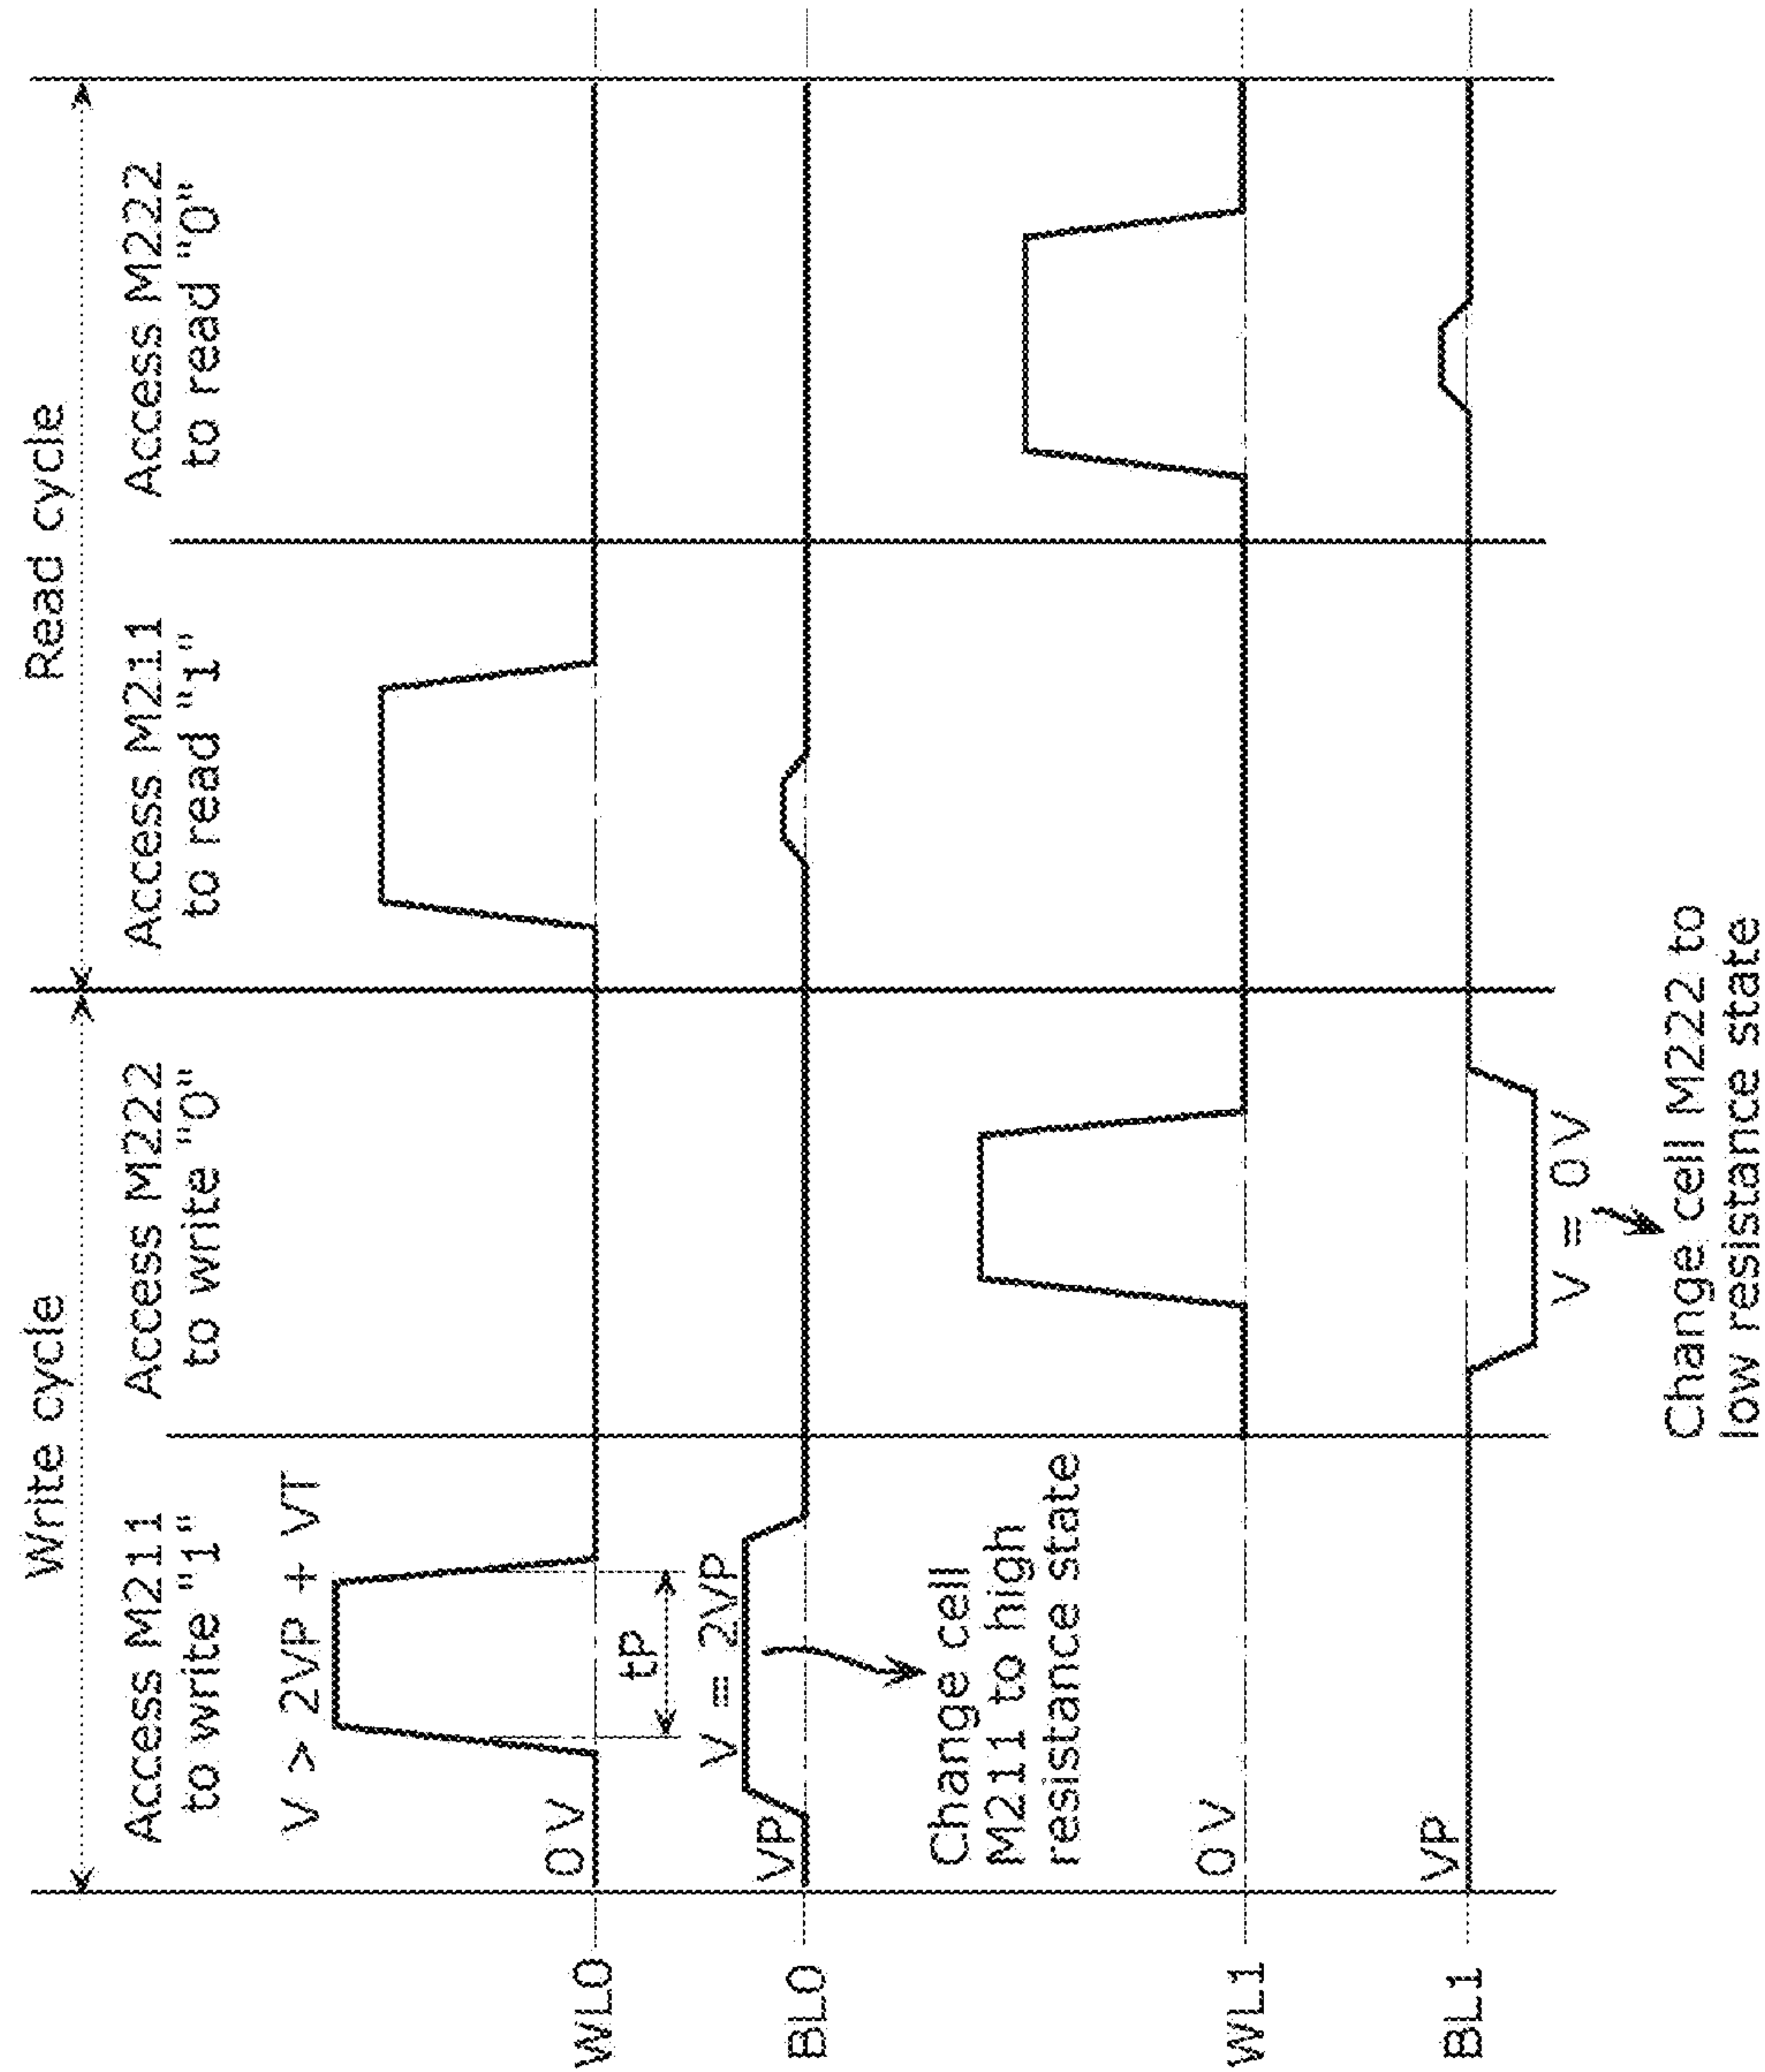 Write cycle
Read cycle
Access M211
to write "1"
Access M222
to write "0"
Access M211
to read "1"
Access M222
to read "0"
V > 2VP + VT
0 V
WL0
tP
V = 2VP
VP
BL0
Change cell
M211 to high
resistance state
0 V
WL1
VP
BL1
V = 0 V
Change cell M222 to
low resistance state